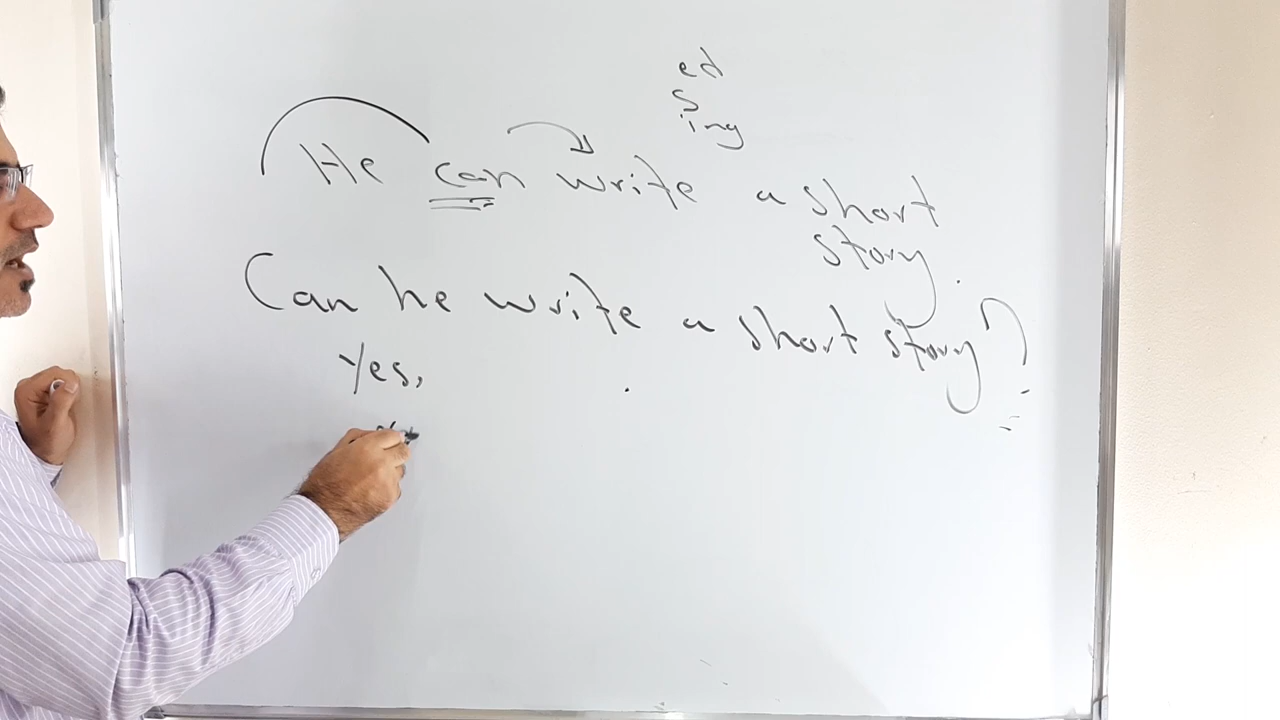 ed
s
ing
He can write a short
story.
Can he write a short story?
Yes,